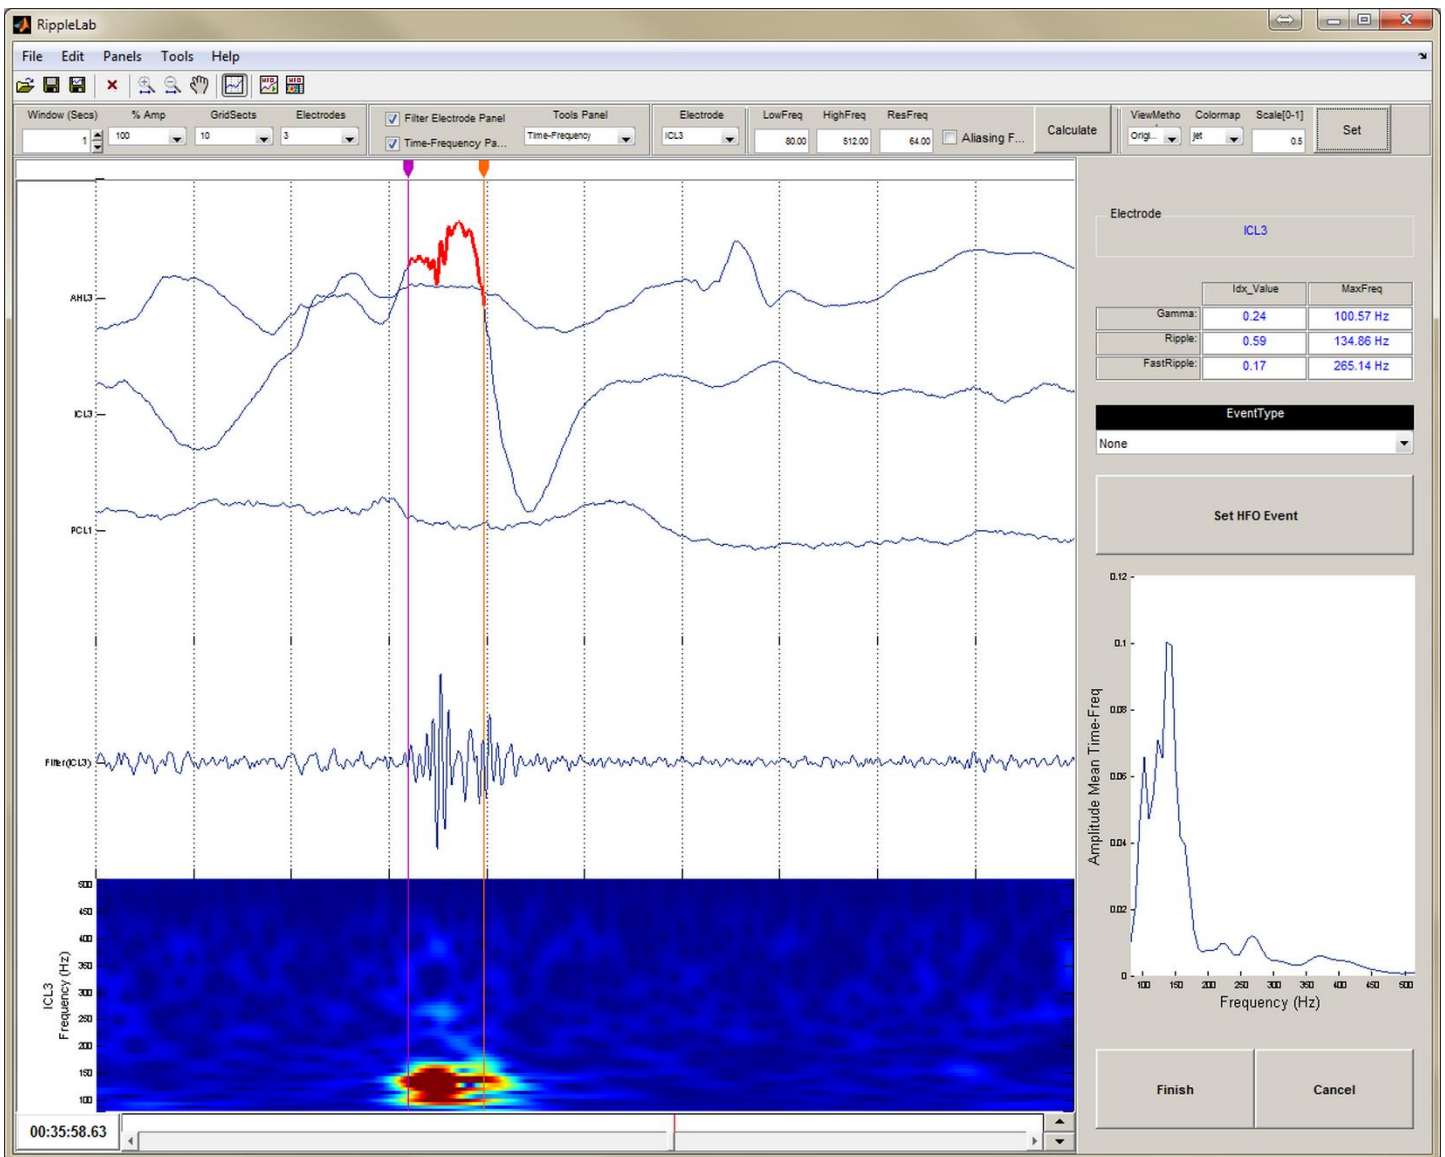 RippleLab
File Edit Panels Tools Help
Window (Secs) % Amp GridSects Electrodes Filter Electrode Panel Tools Panel Electrode LowFreq HighFreq ResFreq ViewMetho Colormap Scale[0-1]
1 100 10 3 Time-Frequency Pa... Time-Frequency ICL3 80.00 512.00 64.00 Aliasing F... Calculate Origi... jet 0.5 Set
Electrode
ICL3
Idx_Value MaxFreq
Gamma: 0.24 100.57 Hz
Ripple: 0.59 134.86 Hz
FastRipple: 0.17 265.14 Hz
EventType
None
Set HFO Event
AHL3
ICL3
PCL1
Filter(ICL3)
ICL3
Frequency (Hz)
500
450
400
350
300
250
200
150
100
Amplitude Mean Time-Freq
0.12
0.1
0.08
0.06
0.04
0.02
0
100 150 200 250 300 350 400 450 500
Frequency (Hz)
Finish Cancel
00:35:58.63